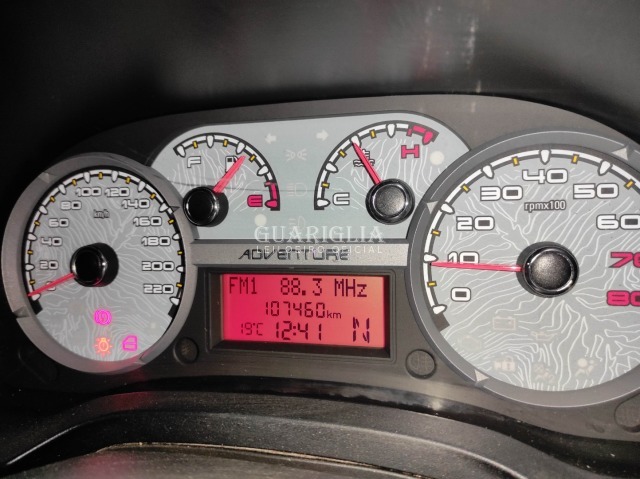 F
E
C
H
0
20
40
60
80
100
120
140
160
180
200
220
km/h
GUARIGLIA
LEILOEIRO OFICIAL
ADVENTURE
FM1 88.3 MHz
107460km
19°C 12:41 N
0
10
20
30
40
50
60
70
80
rpmx100